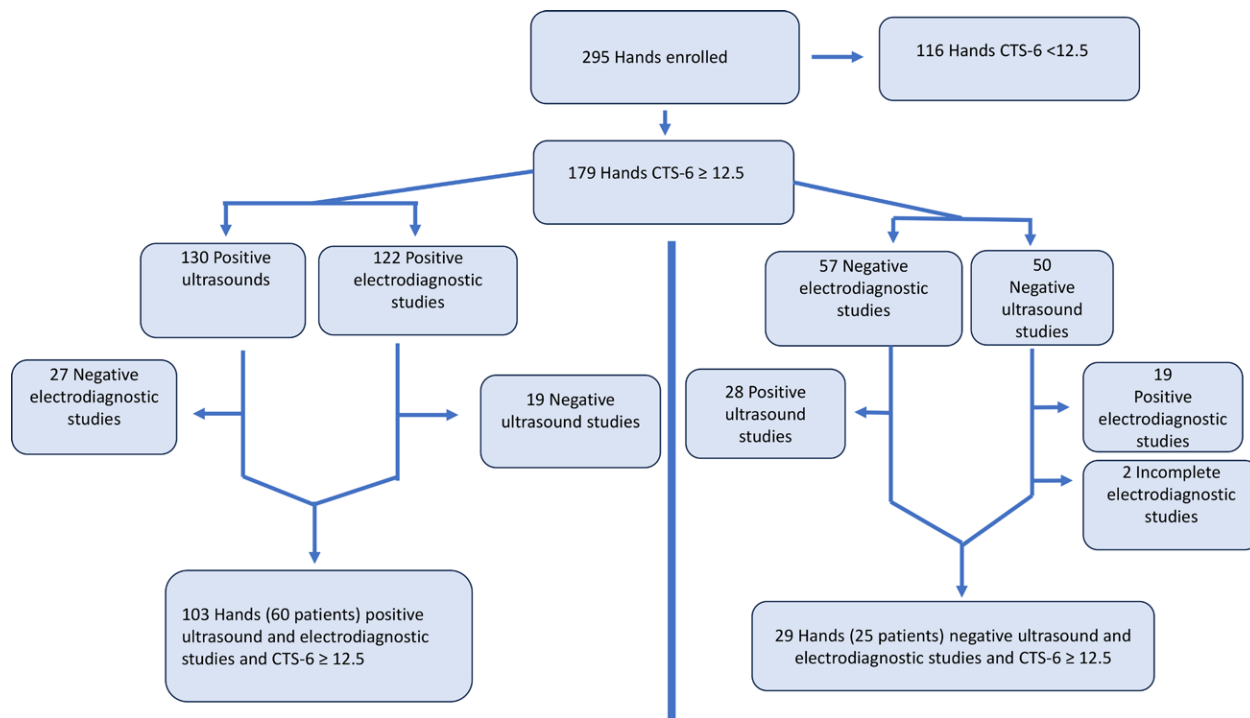 295 Hands enrolled
116 Hands CTS-6 <12.5
179 Hands CTS-6 ≥ 12.5
130 Positive
ultrasounds
122 Positive
electrodiagnostic
studies
57 Negative
electrodiagnostic
studies
50
Negative
ultrasound
studies
27 Negative
electrodiagnostic
studies
19 Negative
ultrasound studies
28 Positive
ultrasound
studies
19
Positive
electrodiagnostic
studies
2 Incomplete
electrodiagnostic
studies
103 Hands (60 patients) positive
ultrasound and electrodiagnostic
studies and CTS-6 ≥ 12.5
29 Hands (25 patients) negative ultrasound and
electrodiagnostic studies and CTS-6 ≥ 12.5